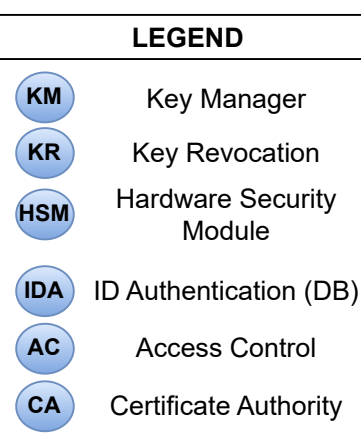 LEGEND
KM Key Manager
KR Key Revocation
HSM Hardware Security
Module
IDA ID Authentication (DB)
AC Access Control
CA Certificate Authority